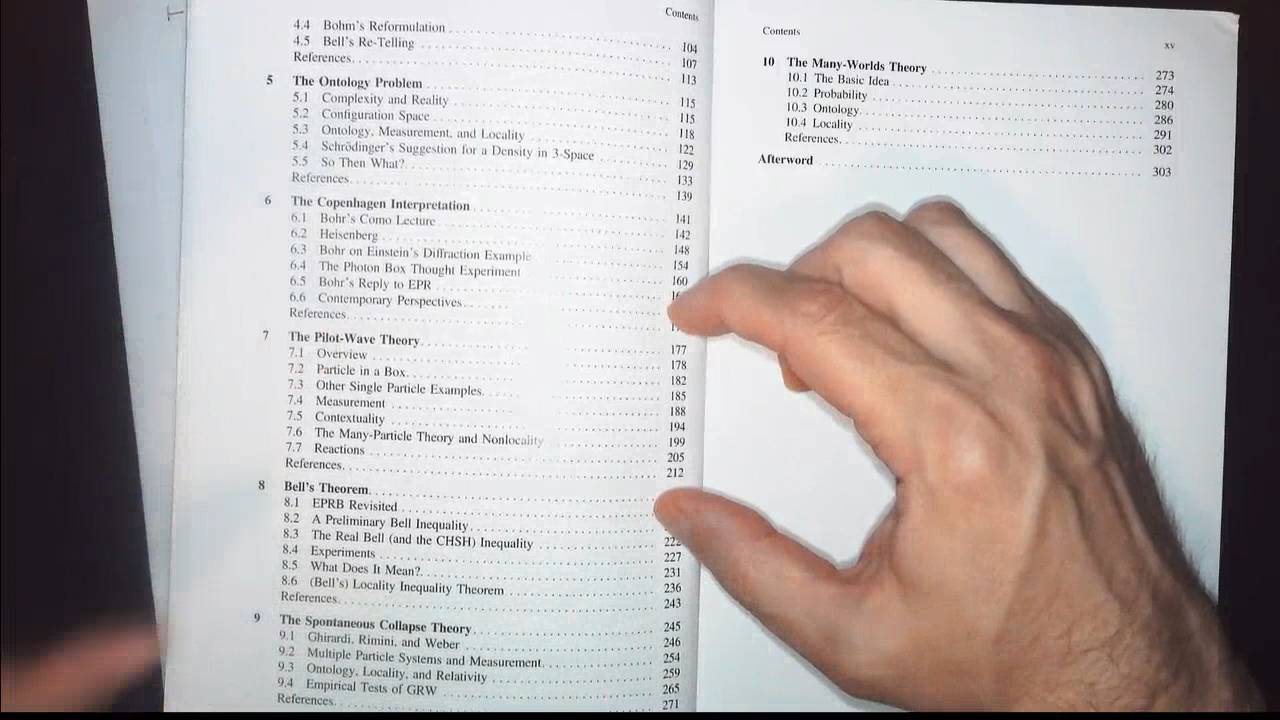 Contents
4.4 Bohm's Reformulation ........ 104
4.5 Bell's Re-Telling ........ 107
References ........ 113
5 The Ontology Problem ........ 115
5.1 Complexity and Reality ........ 115
5.2 Configuration Space ........ 118
5.3 Ontology, Measurement, and Locality ........ 122
5.4 Schrödinger's Suggestion for a Density in 3-Space ........ 129
5.5 So Then What? ........ 133
References ........ 139
6 The Copenhagen Interpretation ........ 141
6.1 Bohr's Como Lecture ........ 142
6.2 Heisenberg ........ 148
6.3 Bohr on Einstein's Diffraction Example ........ 154
6.4 The Photon Box Thought Experiment ........ 160
6.5 Bohr's Reply to EPR
6.6 Contemporary Perspectives ........
References ........
7 The Pilot-Wave Theory ........ 177
7.1 Overview ........ 178
7.2 Particle in a Box ........ 182
7.3 Other Single Particle Examples ........ 185
7.4 Measurement ........ 188
7.5 Contextuality ........ 194
7.6 The Many-Particle Theory and Nonlocality ........ 199
7.7 Reactions ........ 205
References ........ 212
8 Bell's Theorem ........
8.1 EPRB Revisited ........
8.2 A Preliminary Bell Inequality ........
8.3 The Real Bell (and the CHSH) Inequality ........ 222
8.4 Experiments ........ 227
8.5 What Does It Mean? ........ 231
8.6 (Bell's) Locality Inequality Theorem ........ 236
References ........ 243
9 The Spontaneous Collapse Theory ........ 245
9.1 Ghirardi, Rimini, and Weber ........ 246
9.2 Multiple Particle Systems and Measurement ........ 254
9.3 Ontology, Locality, and Relativity ........ 259
9.4 Empirical Tests of GRW ........ 265
References ........ 271
Contents xv
10 The Many-Worlds Theory ........ 273
10.1 The Basic Idea ........ 274
10.2 Probability ........ 280
10.3 Ontology ........ 286
10.4 Locality ........ 291
References ........ 302
Afterword ........ 303